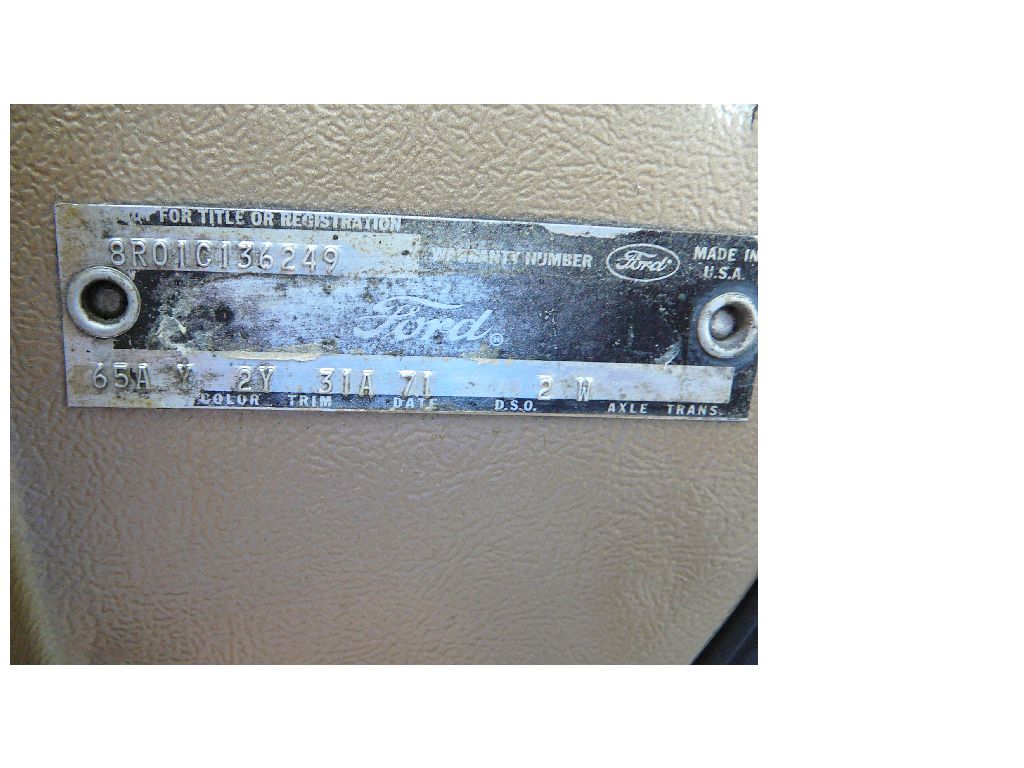 FOR TITLE OR REGISTRATION
8R01C136249 WARRANTY NUMBER Ford MADE IN
U.S.A.
Ford®
65A Y 2Y 31A 71 2 W
COLOR TRIM DATE D.S.O. AXLE TRANS.